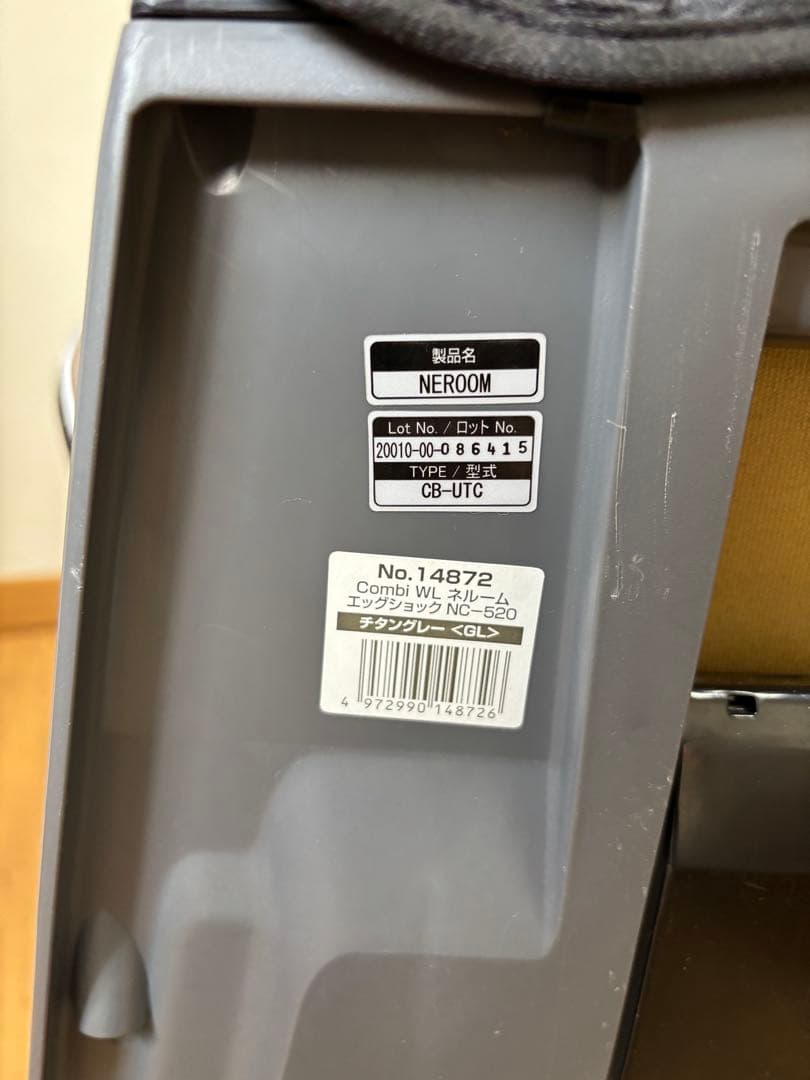 製品名
NEROOM
Lot No. / ロット No.
20010-00-086415
TYPE / 型式
CB-UTC
No.14872
Combi WL ネルーム
エッグショック NC-520
チタングレー <GL>
4 972990 148726